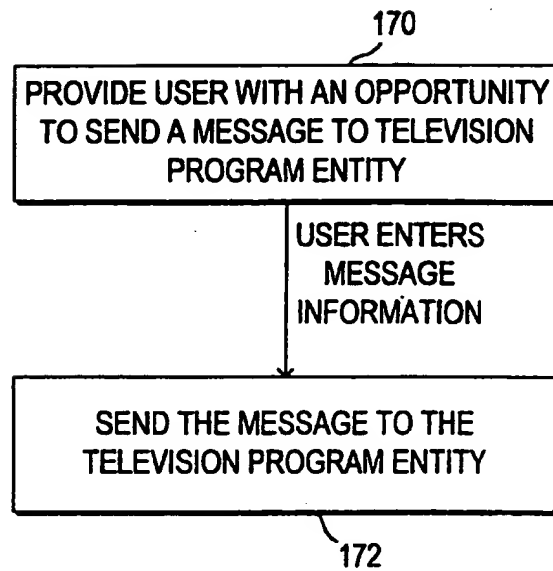 170
PROVIDE USER WITH AN OPPORTUNITY
TO SEND A MESSAGE TO TELEVISION
PROGRAM ENTITY
USER ENTERS
MESSAGE
INFORMATION
SEND THE MESSAGE TO THE
TELEVISION PROGRAM ENTITY
172